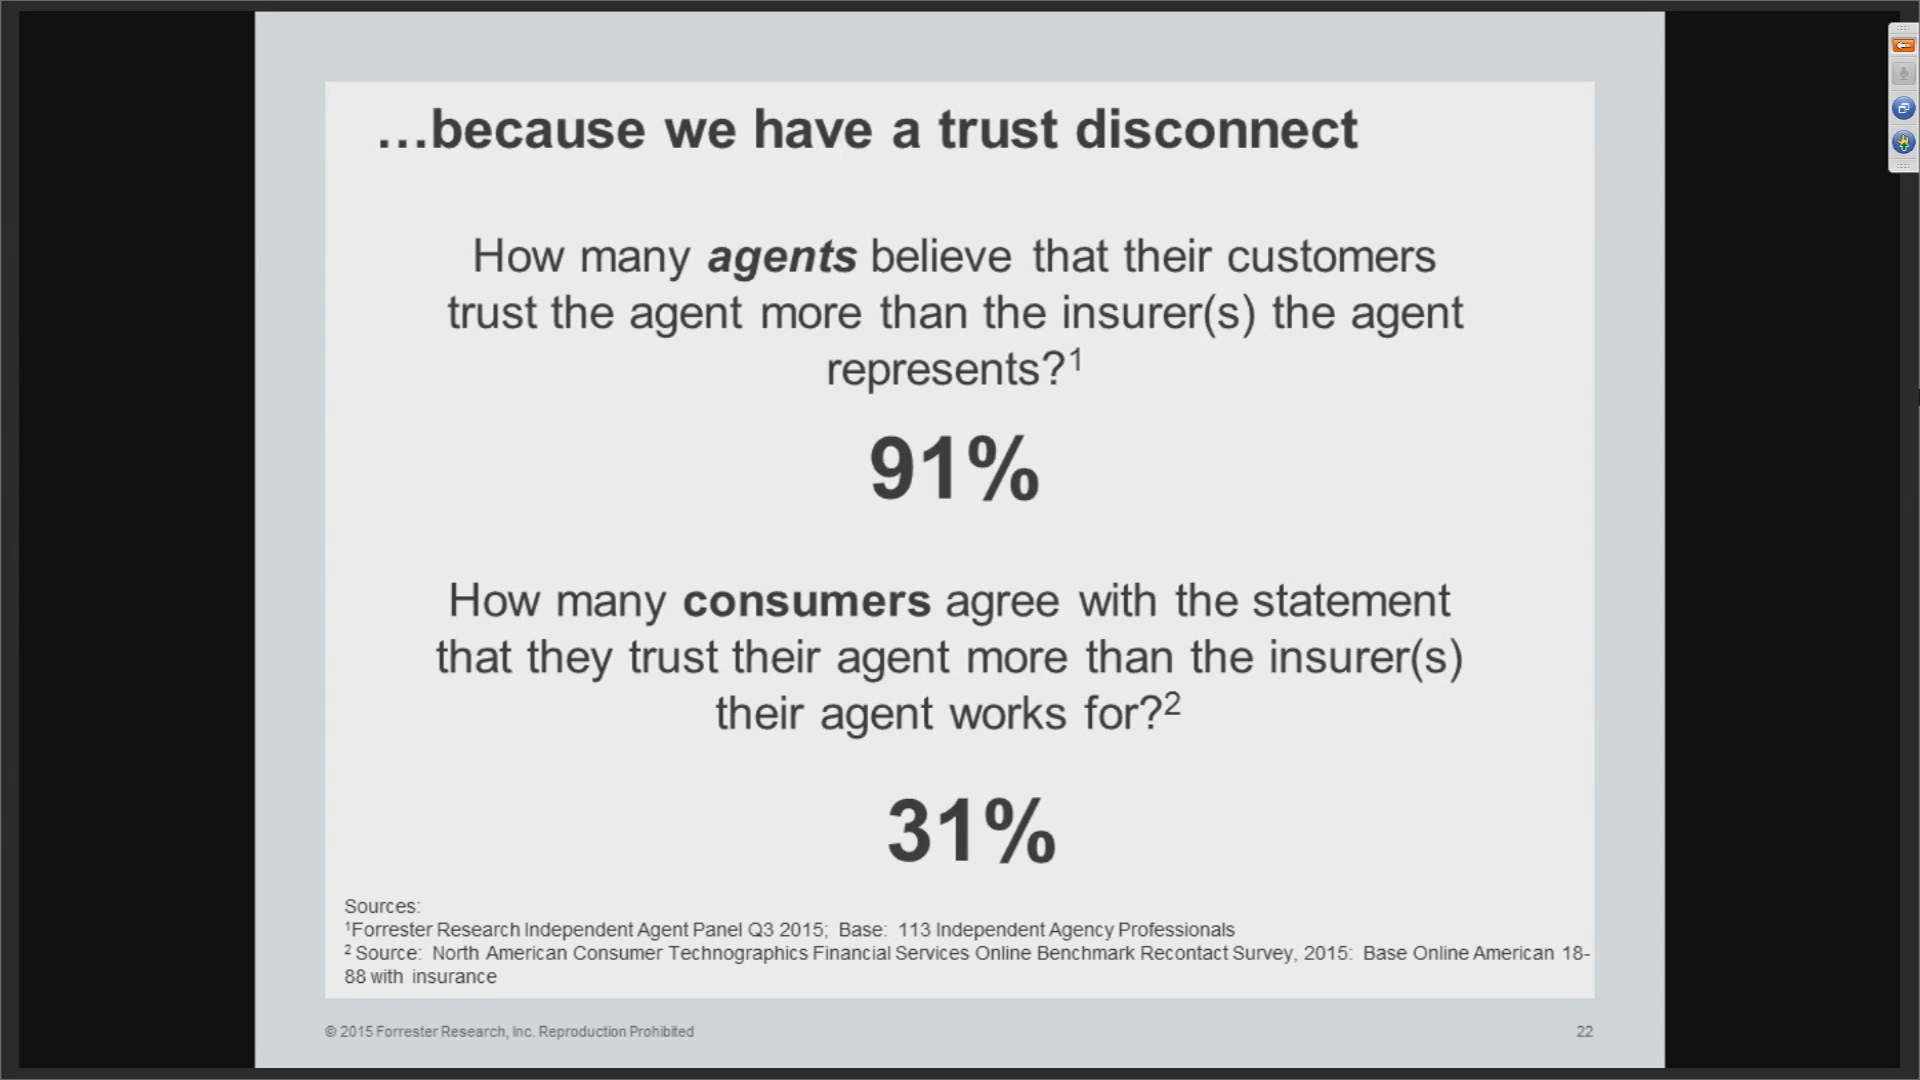 …because we have a trust disconnect
How many agents believe that their customers
trust the agent more than the insurer(s) the agent
represents?¹
91%
How many consumers agree with the statement
that they trust their agent more than the insurer(s)
their agent works for?²
31%
Sources:
¹Forrester Research Independent Agent Panel Q3 2015; Base: 113 Independent Agency Professionals
² Source: North American Consumer Technographics Financial Services Online Benchmark Recontact Survey, 2015: Base Online American 18-
88 with insurance
© 2015 Forrester Research, Inc. Reproduction Prohibited
22